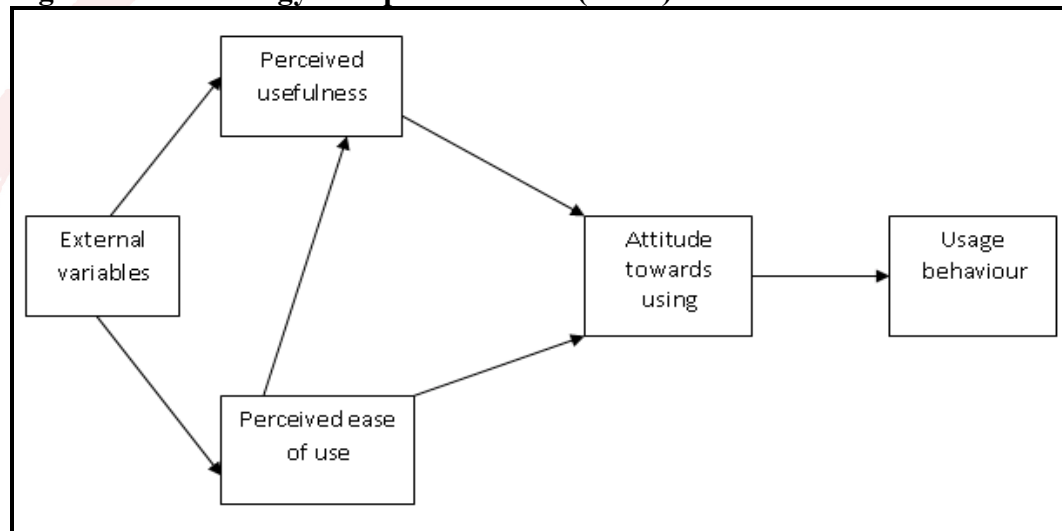 Perceived
usefulness
External
variables
Attitude
towards
using
Usage
behaviour
Perceived ease
of use